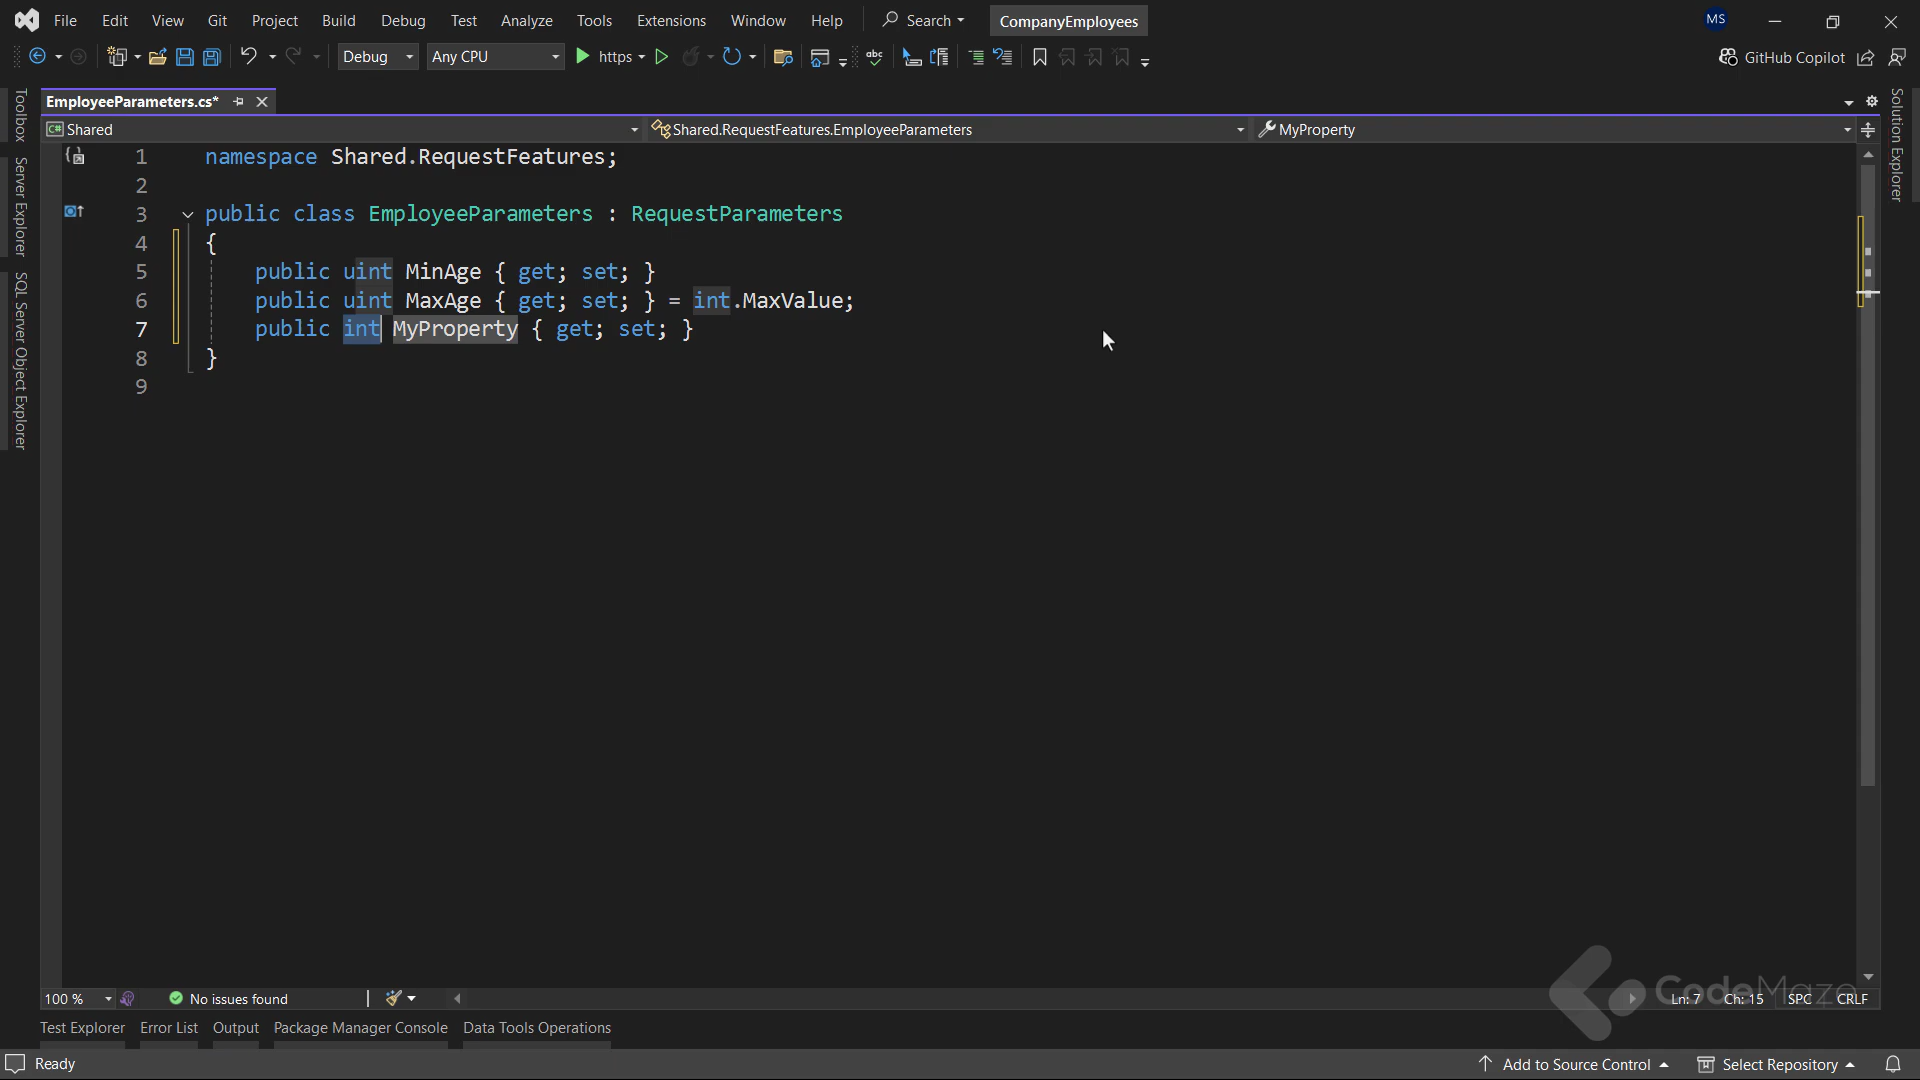 File Edit View Git Project Build Debug Test Analyze Tools Extensions Window Help Search CompanyEmployees MS
Debug Any CPU https abc GitHub Copilot
EmployeeParameters.cs*
C# Shared Shared.RequestFeatures.EmployeeParameters MyProperty
Toolbox
Server Explorer
SQL Server Object Explorer
Solution Explorer
1 namespace Shared.RequestFeatures;
2
3 public class EmployeeParameters : RequestParameters
4 {
5 public uint MinAge { get; set; }
6 public uint MaxAge { get; set; } = int.MaxValue;
7 public int MyProperty { get; set; }
8 }
9
CodeMaze
100 % No issues found Ln: 7 Ch: 15 SPC CRLF
Test Explorer Error List Output Package Manager Console Data Tools Operations
Ready Add to Source Control Select Repository